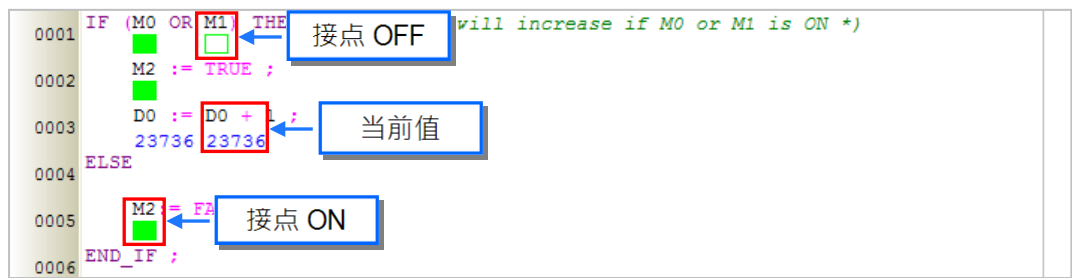 0001 IF (M0 OR M1) THE 接点 OFF will increase if M0 or M1 is ON *)
0002 M2 := TRUE ;
0003 D0 := D0 + 1 ; 当前值
23736 23736
0004 ELSE
0005 M2:= FA 接点 ON
0006 END_IF ;